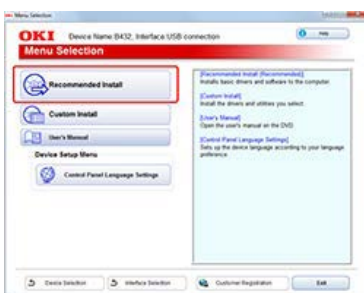 Menu Selection
OKI Device Name:B432, Interface:USB connection
Help
Menu Selection
Recommended Install
Custom Install
User's Manual
Device Setup Menu
Control Panel Language Settings
[Recommended Install (Recommended)]
Installs basic drivers and software to the computer.
[Custom Install]
Install the drivers and utilities you select.
[User's Manual]
Open the user's manual on the DVD
[Control Panel Language Settings]
Sets up the device language according to your language
preference.
Device Selection
Interface Selection
Customer Registration
Exit